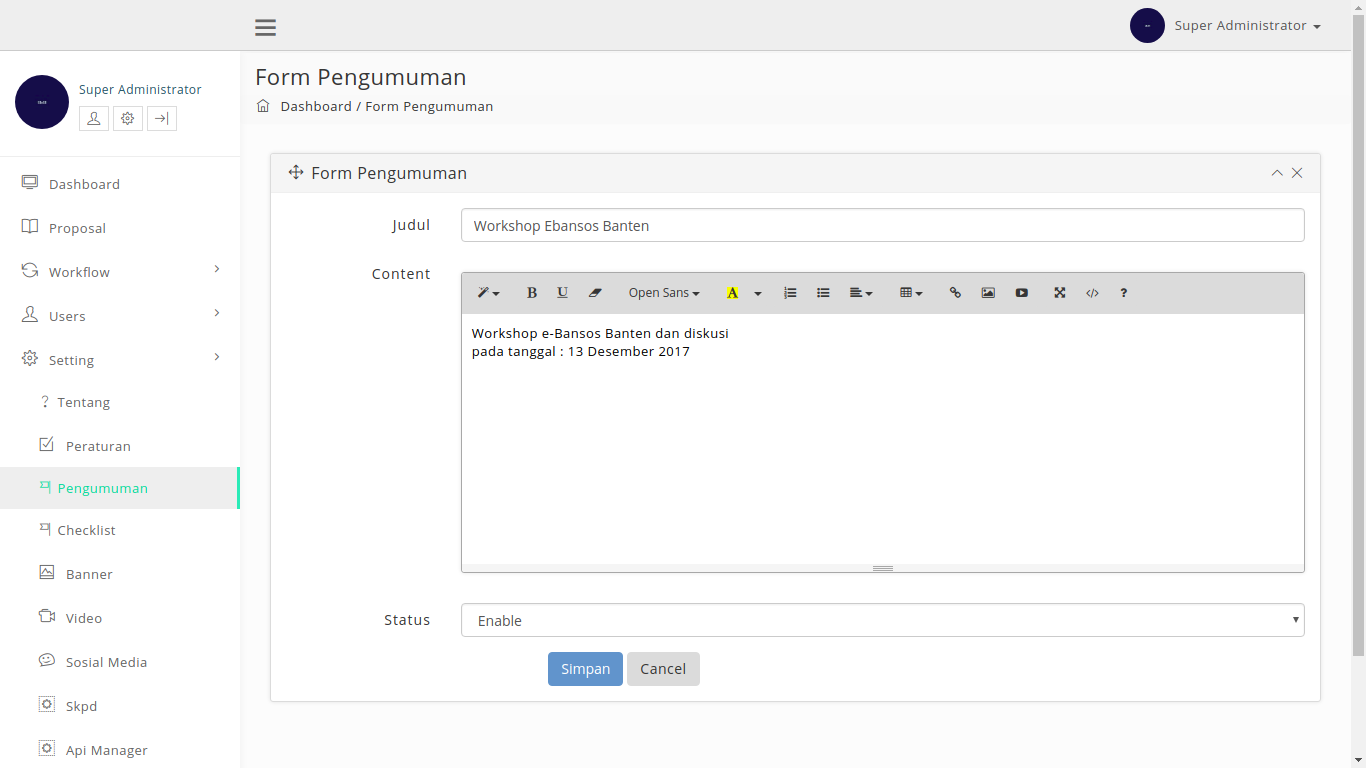 Super Administrator
Super Administrator
Dashboard
Proposal
Workflow
Users
Setting
? Tentang
Peraturan
Pengumuman
Checklist
Banner
Video
Sosial Media
Skpd
Api Manager
Form Pengumuman
Dashboard / Form Pengumuman
Form Pengumuman
Judul
Workshop Ebansos Banten
Content
B U Open Sans A ?
Workshop e-Bansos Banten dan diskusi
pada tanggal : 13 Desember 2017
Status
Enable
Simpan Cancel